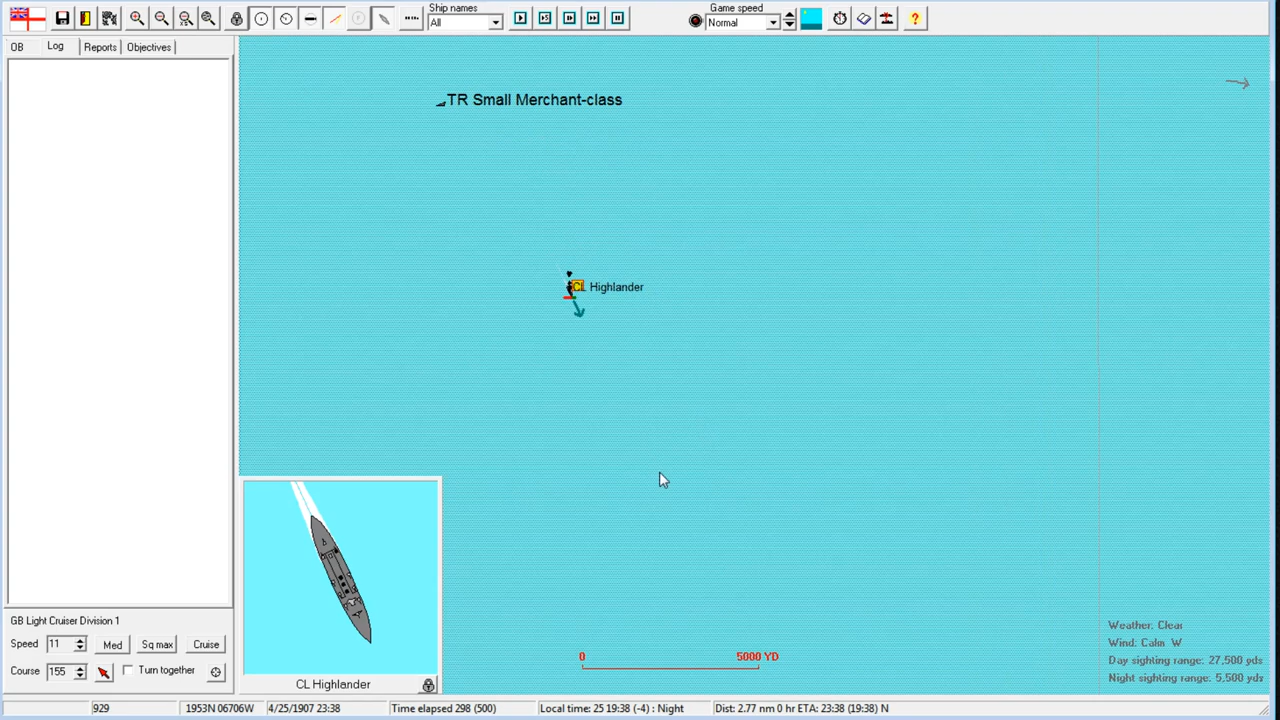 Ship names
All
Game speed
Normal
?
OB
Log
Reports
Objectives
TR Small Merchant-class
CL Highlander
GB Light Cruiser Division 1
Speed 11 Med Sq max Cruise
Course 155 Turn together
CL Highlander
0 5000 YD
Weather. Clear
Wind. Calm W
Day sighting range: 27,500 yds
Night sighting range: 5,500 yds
929 1953N 06706W 4/25/1907 23:38 Time elapsed 298 (500) Local time: 25 19:38 (-4) : Night Dist: 2.77 nm 0 hr ETA: 23:38 (19:38) N